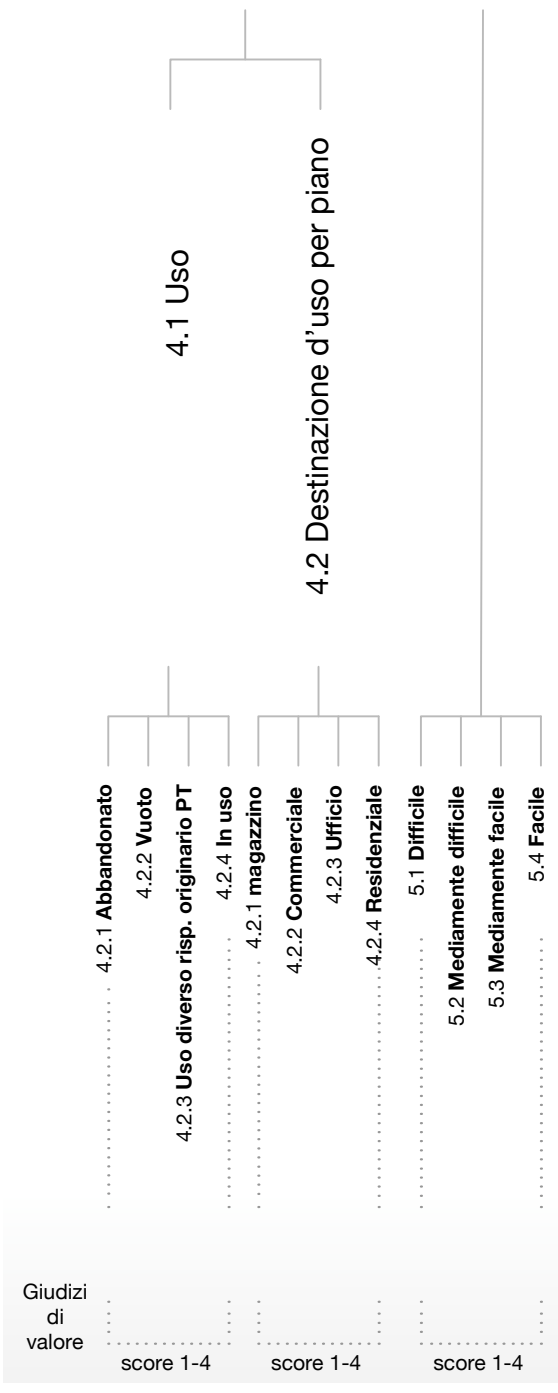 4.1 Uso
4.2 Destinazione d’uso per piano
4.2.1 Abbandonato
4.2.2 Vuoto
4.2.3 Uso diverso risp. originario PT
4.2.4 In uso
4.2.1 magazzino
4.2.2 Commerciale
4.2.3 Ufficio
4.2.4 Residenziale
5.1 Difficile
5.2 Mediamente difficile
5.3 Mediamente facile
5.4 Facile
Giudizi
di
valore
score 1-4
score 1-4
score 1-4